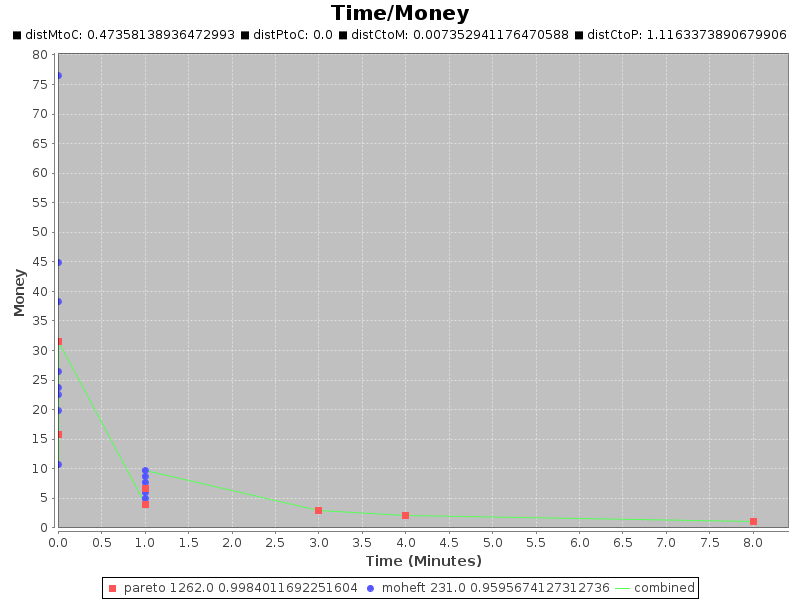 Time/Money
distMtoC: 0.47358138936472993 distPtoC: 0.0 distCtoM: 0.007352941176470588 distCtoP: 1.1163373890679906
80
75
70
65
60
55
50
45
40
35
30
25
20
15
10
5
0
Money
0.0 0.5 1.0 1.5 2.0 2.5 3.0 3.5 4.0 4.5 5.0 5.5 6.0 6.5 7.0 7.5 8.0
Time (Minutes)
pareto 1262.0 0.9984011692251604 moheft 231.0 0.9595674127312736 combined